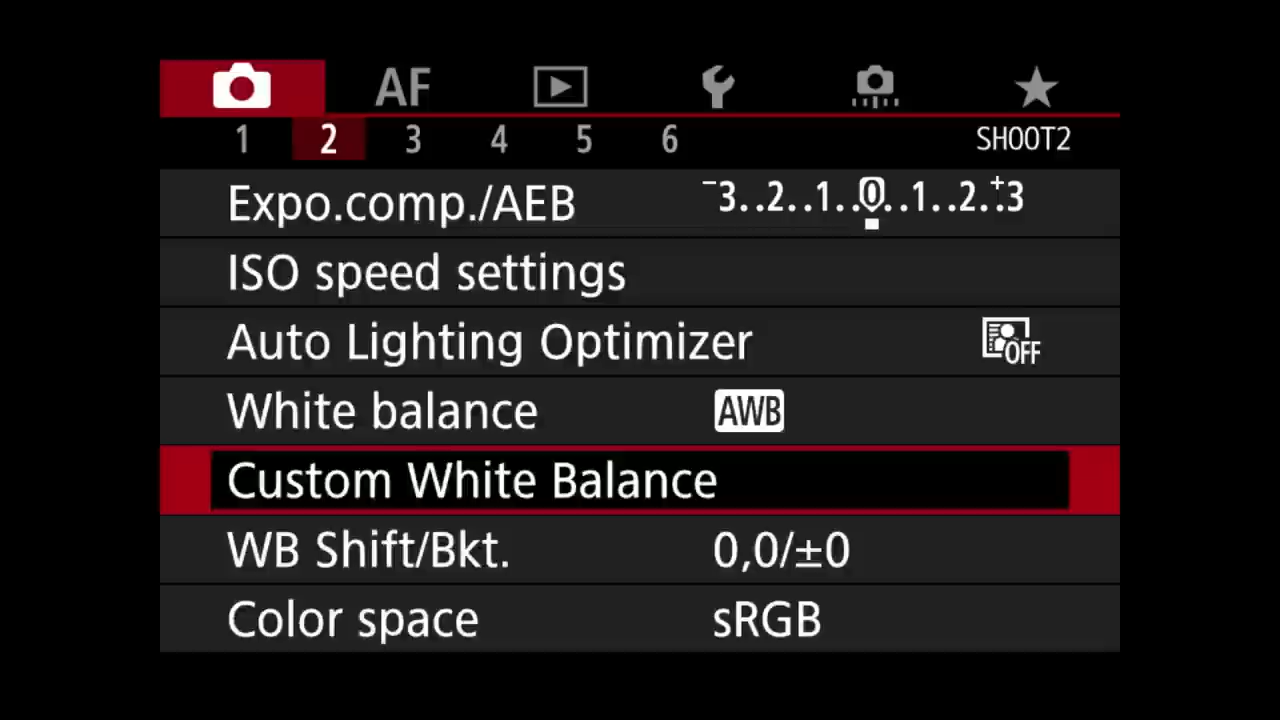 AF
1 2 3 4 5 6 SHOOT2
Expo.comp./AEB -3..2..1..0..1..2..+3
ISO speed settings
Auto Lighting Optimizer OFF
White balance AWB
Custom White Balance
WB Shift/Bkt. 0,0/±0
Color space sRGB